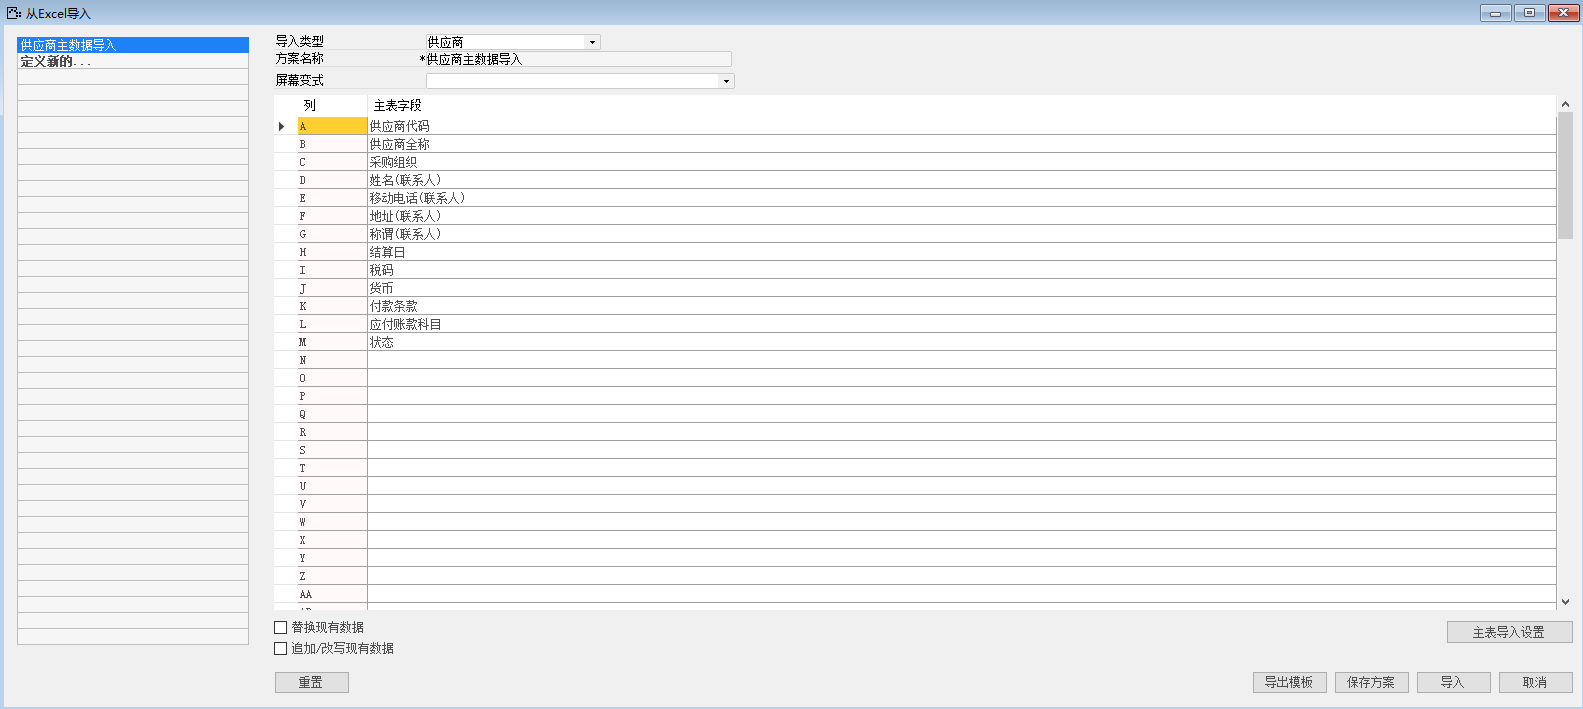 从Excel导入
供应商主数据导入
定义新的...
导入类型 供应商
方案名称 *供应商主数据导入
屏幕变式
列 主表字段
A 供应商代码
B 供应商全称
C 采购组织
D 姓名(联系人)
E 移动电话(联系人)
F 地址(联系人)
G 称谓(联系人)
H 结算日
I 税码
J 货币
K 付款条款
L 应付账款科目
M 状态
N
O
P
Q
R
S
T
U
V
W
X
Y
Z
AA
替换现有数据
追加/改写现有数据
主表导入设置
重置 导出模板 保存方案 导入 取消